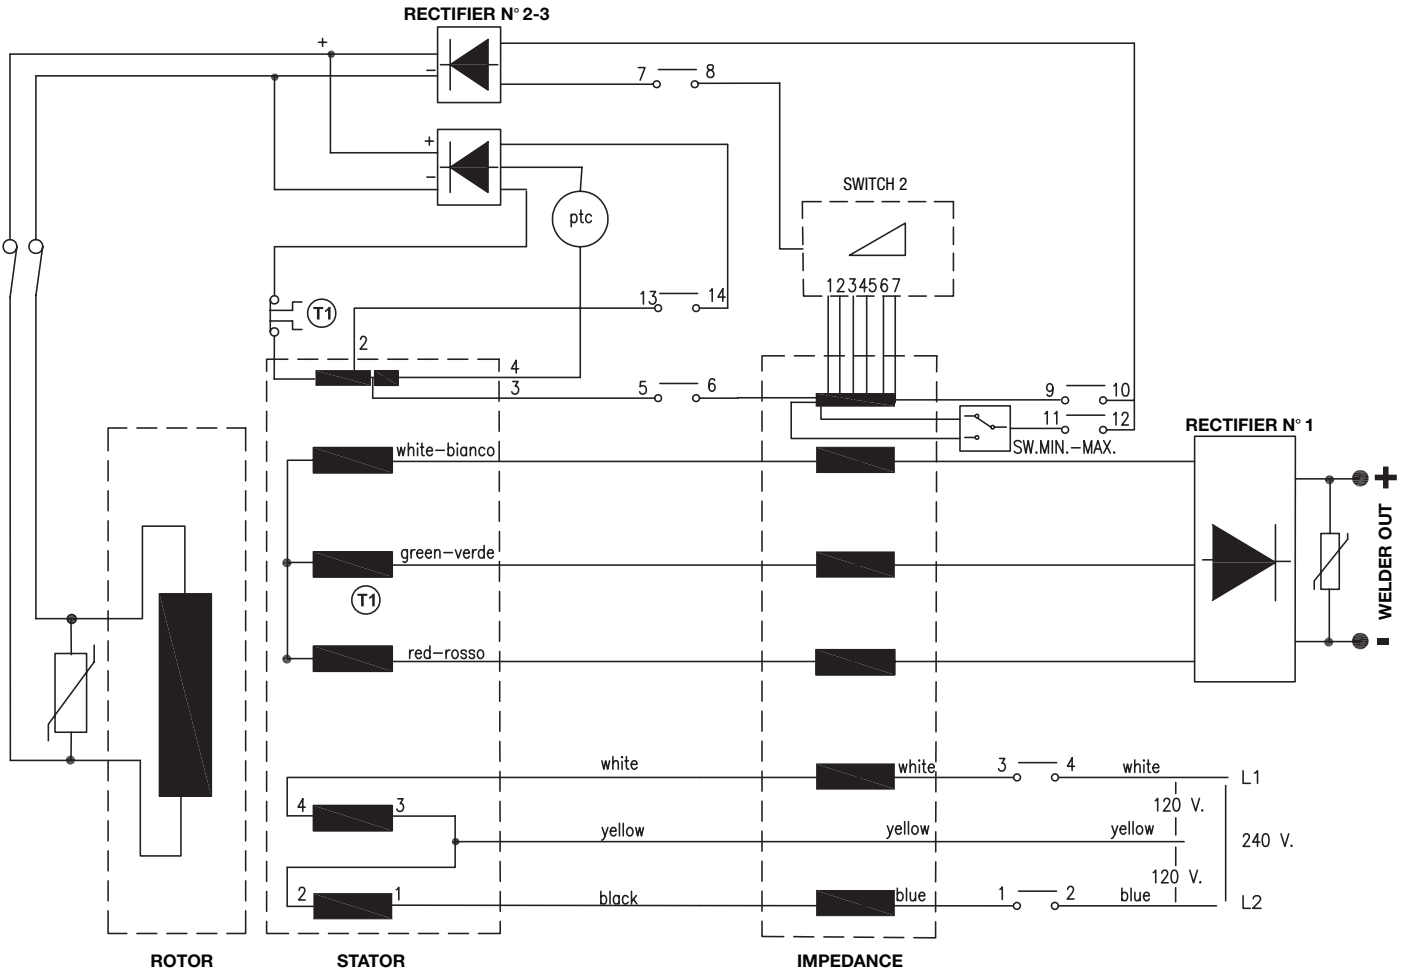 RECTIFIER N° 2-3
+
−
7 8
+
−
SWITCH 2
ptc
1234567
13 14
T1
2
4
3
5 6
9 10
11 12
SW.MIN.−MAX.
RECTIFIER N° 1
white−bianco
+
green−verde
WELDER OUT
T1
-
red−rosso
white
white
3 4
white
L1
4 3
120 V.
yellow
yellow
yellow
240 V.
120 V.
2 1
black
blue
1 2
blue
L2
ROTOR
STATOR
IMPEDANCE